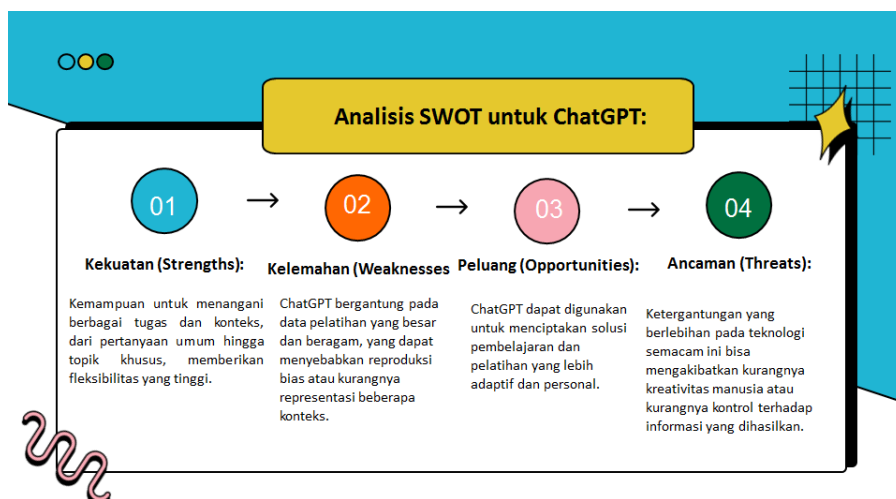 Analisis SWOT untuk ChatGPT:
01
02
03
04
Kekuatan (Strengths):
Kemampuan untuk menangani
berbagai tugas dan konteks,
dari pertanyaan umum hingga
topik khusus, memberikan
fleksibilitas yang tinggi.
Kelemahan (Weaknesses
ChatGPT bergantung pada
data pelatihan yang besar
dan beragam, yang dapat
menyebabkan reproduksi
bias atau kurangnya
representasi beberapa
konteks.
Peluang (Opportunities):
ChatGPT dapat digunakan
untuk menciptakan solusi
pembelajaran dan
pelatihan yang lebih
adaptif dan personal.
Ancaman (Threats):
Ketergantungan yang
berlebihan pada teknologi
semacam ini bisa
mengakibatkan kurangnya
kreativitas manusia atau
kurangnya kontrol terhadap
informasi yang dihasilkan.